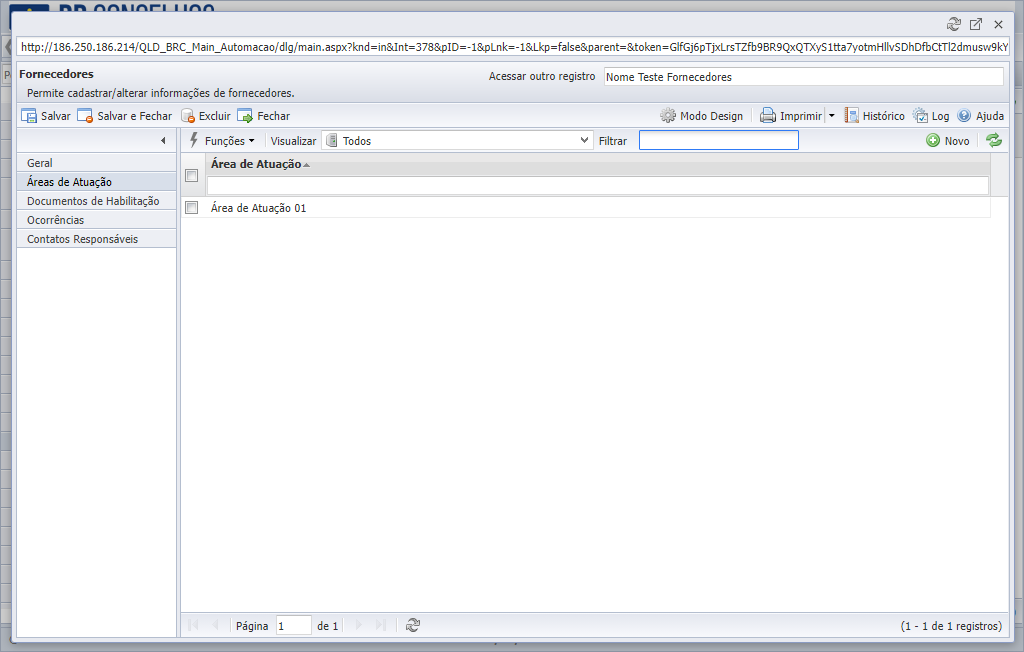 http://186.250.186.214/QLD_BRC_Main_Automacao/dlg/main.aspx?knd=in&Int=378&pID=-1&pLnk=-1&Lkp=false&parent=&token=GlfGj6pTjxLrsTZfb9BR9QxQTXyS1tta7yotmHllvSDhDfbCtTl2dmusw9kY
Fornecedores
Acessar outro registro Nome Teste Fornecedores
Permite cadastrar/alterar informações de fornecedores.
Salvar Salvar e Fechar Excluir Fechar Modo Design Imprimir Histórico Log Ajuda
Funções Visualizar Todos Filtrar Novo
Geral
Áreas de Atuação
Documentos de Habilitação
Ocorrências
Contatos Responsáveis
Área de Atuação
Área de Atuação 01
Página 1 de 1 (1 - 1 de 1 registros)